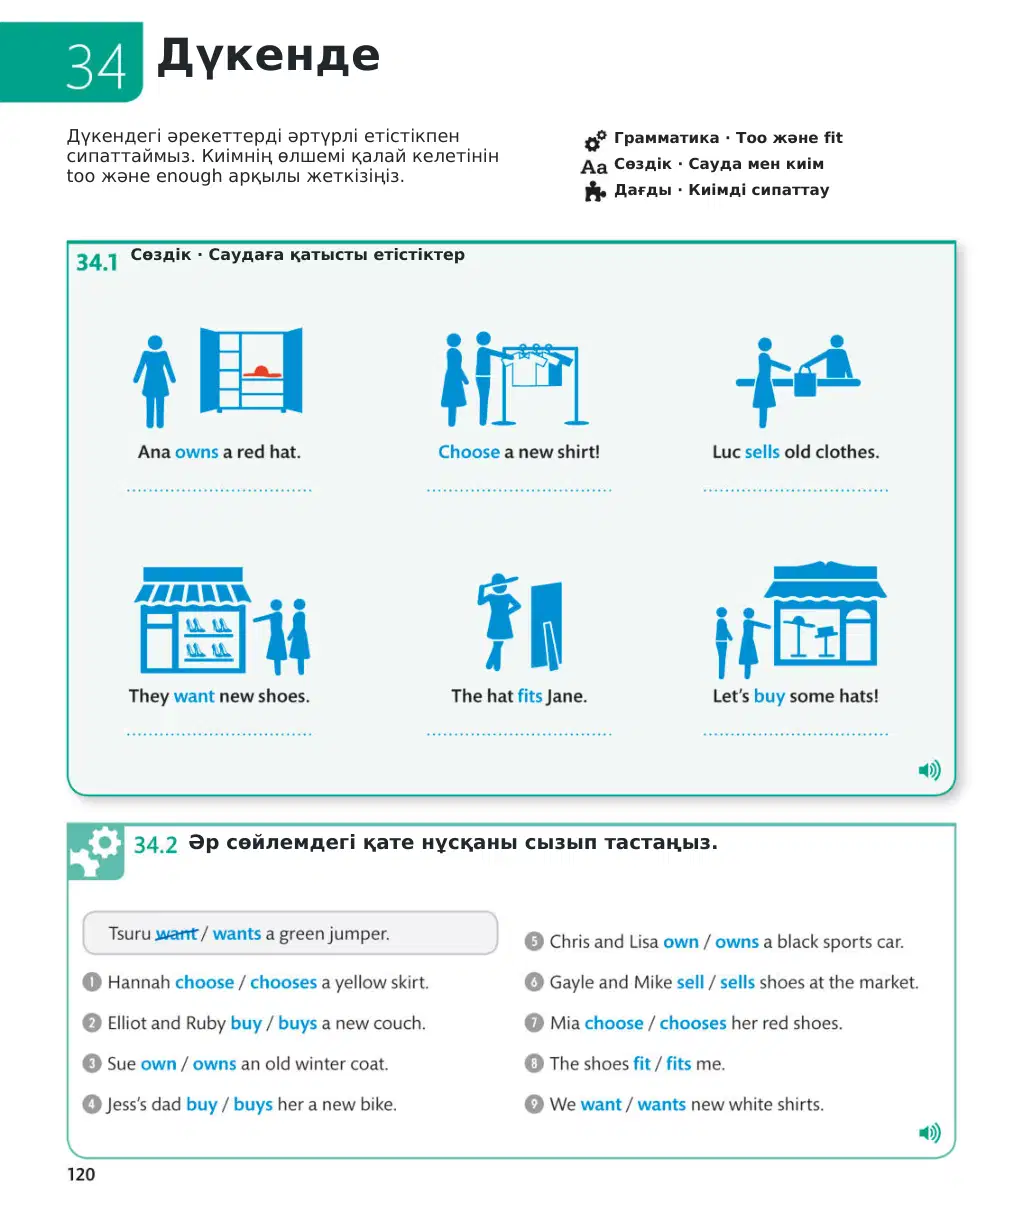 34 Дүкенде
Дүкендегі әрекеттерді әртүрлі етістікпен
сипаттаймыз. Киімнің өлшемі қалай келетінін
too және enough арқылы жеткізіңіз.
Грамматика · Too және fit
Aa Сөздік · Сауда мен киім
Дағды · Киімді сипаттау
34.1 Сөздік · Саудаға қатысты етістіктер
Ana owns a red hat.
Choose a new shirt!
Luc sells old clothes.
They want new shoes.
The hat fits Jane.
Let's buy some hats!
34.2 Әр сөйлемдегі қате нұсқаны сызып тастаңыз.
Tsuru want / wants a green jumper.
1 Hannah choose / chooses a yellow skirt.
2 Elliot and Ruby buy / buys a new couch.
3 Sue own / owns an old winter coat.
4 Jess's dad buy / buys her a new bike.
5 Chris and Lisa own / owns a black sports car.
6 Gayle and Mike sell / sells shoes at the market.
7 Mia choose / chooses her red shoes.
8 The shoes fit / fits me.
9 We want / wants new white shirts.
120